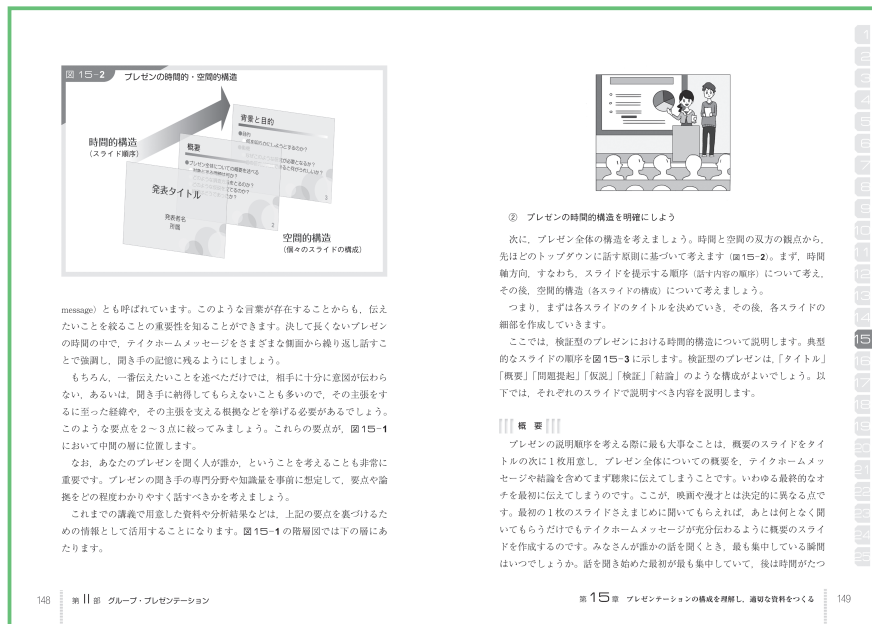 図 15-2　プレゼンの時間的・空間的構造
時間的構造
（スライド順序）
発表タイトル
発表者名
所属
概要
●プレゼン全体についての概要を述べる
2
背景と目的
●目的
3
空間的構造
（個々のスライドの構成）
message）とも呼ばれています。このような言葉が存在することからも，伝え
たいことを絞ることの重要性を知ることができます。決して長くないプレゼン
の時間の中で，テイクホームメッセージをさまざまな側面から繰り返し話すこ
とで強調し，聞き手の記憶に残るようにしましょう。
もちろん，一番伝えたいことを述べただけでは，相手に十分に意図が伝わら
ない，あるいは，聞き手に納得してもらえないことも多いので，その主張をす
るに至った経緯や，その主張を支える根拠などを挙げる必要があるでしょう。
このような要点を2〜3点に絞ってみましょう。これらの要点が，図15-1
において中間の層に位置します。
なお，あなたのプレゼンを聞く人が誰か，ということを考えることも非常に
重要です。プレゼンの聞き手の専門分野や知識量を事前に想定して，要点や論
拠をどの程度わかりやすく話すべきかを考えましょう。
これまでの講義で用意した資料や分析結果などは，上記の要点を裏づけるた
めの情報として活用することになります。図15-1の階層図では下の層にあ
たります。
148　第Ⅱ部　グループ・プレゼンテーション
②　プレゼンの時間的構造を明確にしよう
次に，プレゼン全体の構造を考えましょう。時間と空間の双方の観点から，
先ほどのトップダウンに話す原則に基づいて考えます（図15-2）。まず，時間
軸方向，すなわち，スライドを提示する順序（話す内容の順序）について考え，
その後，空間的構造（各スライドの構成）について考えましょう。
つまり，まずは各スライドのタイトルを決めていき，その後，各スライドの
細部を作成していきます。
ここでは，検証型のプレゼンにおける時間的構造について説明します。典型
的なスライドの順序を図15-3に示します。検証型のプレゼンは，「タイトル」
「概要」「問題提起」「仮説」「検証」「結論」のような構成がよいでしょう。以
下では，それぞれのスライドで説明すべき内容を説明します。
概　要
プレゼンの説明順序を考える際に最も大事なことは，概要のスライドをタイ
トルの次に1枚用意し，プレゼン全体についての概要を，テイクホームメッ
セージや結論を含めてまず聴衆に伝えてしまうことです。いわゆる最終的なオ
チを最初に伝えてしまうのです。ここが，映画や漫才とは決定的に異なる点で
す。最初の1枚のスライドさえまじめに聞いてもらえれば，あとは何となく聞
いてもらうだけでもテイクホームメッセージが充分伝わるように概要のスライ
ドを作成するのです。みなさんが誰かの話を聞くとき，最も集中している瞬間
はいつでしょうか。話を聞き始めた最初が最も集中していて，後は時間がたつ
第15章　プレゼンテーションの構成を理解し，適切な資料をつくる　149
1
2
3
4
5
6
7
8
9
10
11
12
13
14
15
16
17
18
19
20
21
22
23
24
25